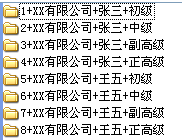 1+XX有限公司+张三+初级
2+XX有限公司+张三+中级
3+XX有限公司+张三+副高级
4+XX有限公司+张三+正高级
5+XX有限公司+王五+初级
6+XX有限公司+王五+中级
7+XX有限公司+王五+副高级
8+XX有限公司+王五+正高级